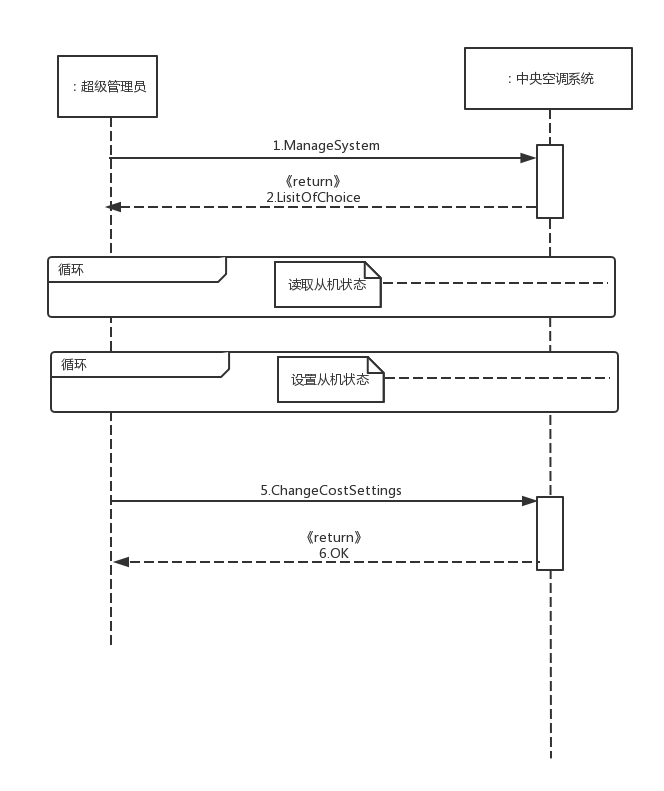 : 超级管理员
: 中央空调系统
1.ManageSystem
《return》
2.LisitOfChoice
循环
读取从机状态
循环
设置从机状态
5.ChangeCostSettings
《return》
6.OK